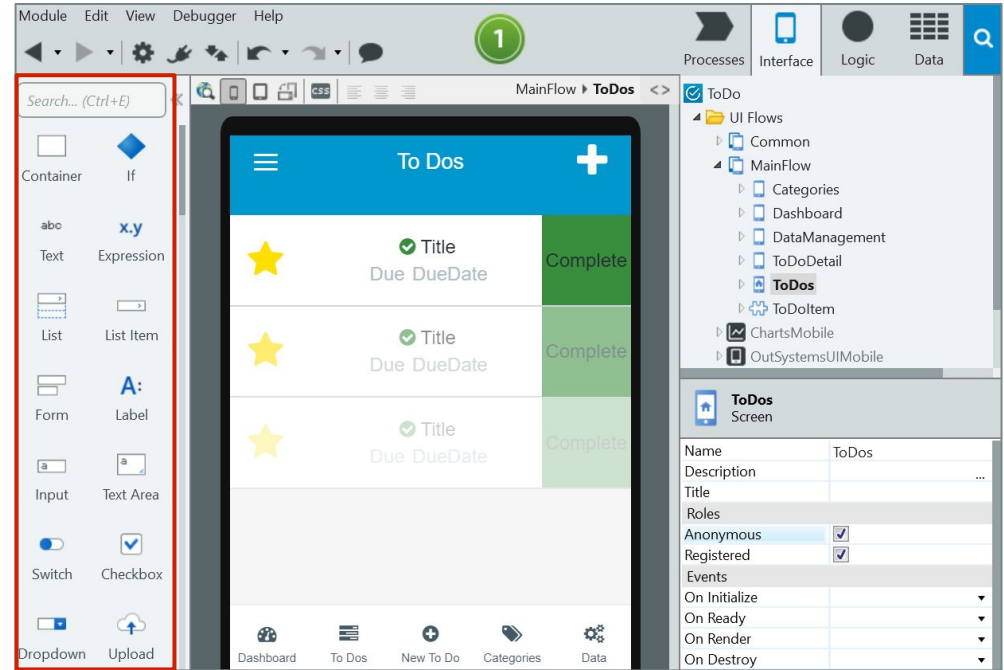 Module Edit View Debugger Help
1
Processes Interface Logic Data
Search... (Ctrl+E)
Container If
abc x.y
Text Expression
List List Item
A:
Form Label
a a
Input Text Area
Switch Checkbox
Dropdown Upload
css
MainFlow ToDos <>
To Dos
Title
Due DueDate
Complete
Title
Due DueDate
Complete
Title
Due DueDate
Complete
Dashboard To Dos New To Do Categories Data
ToDo
UI Flows
Common
MainFlow
Categories
Dashboard
DataManagement
ToDoDetail
ToDos
ToDoItem
ChartsMobile
OutSystemsUIMobile
ToDos
Screen
Name ToDos
Description ...
Title
Roles
Anonymous
Registered
Events
On Initialize
On Ready
On Render
On Destroy